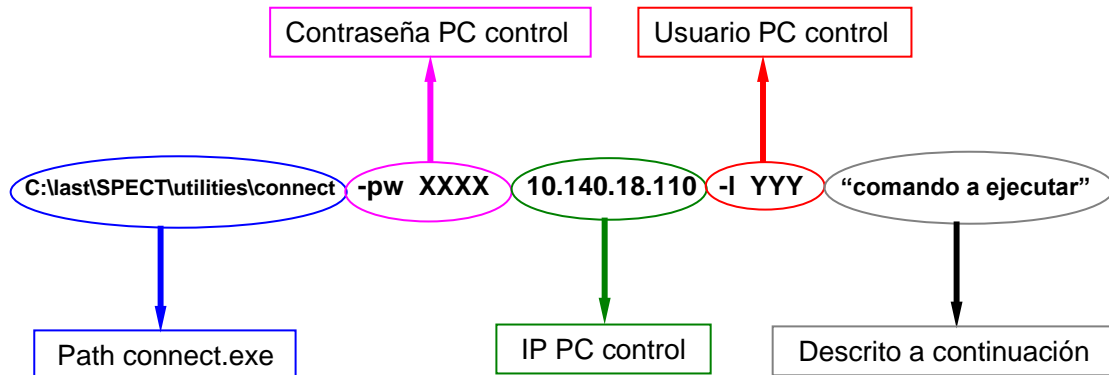 Contraseña PC control
Usuario PC control
C:\last\SPECT\utilities\connect -pw XXXX 10.140.18.110 -l YYY “comando a ejecutar”
Path connect.exe
IP PC control
Descrito a continuación